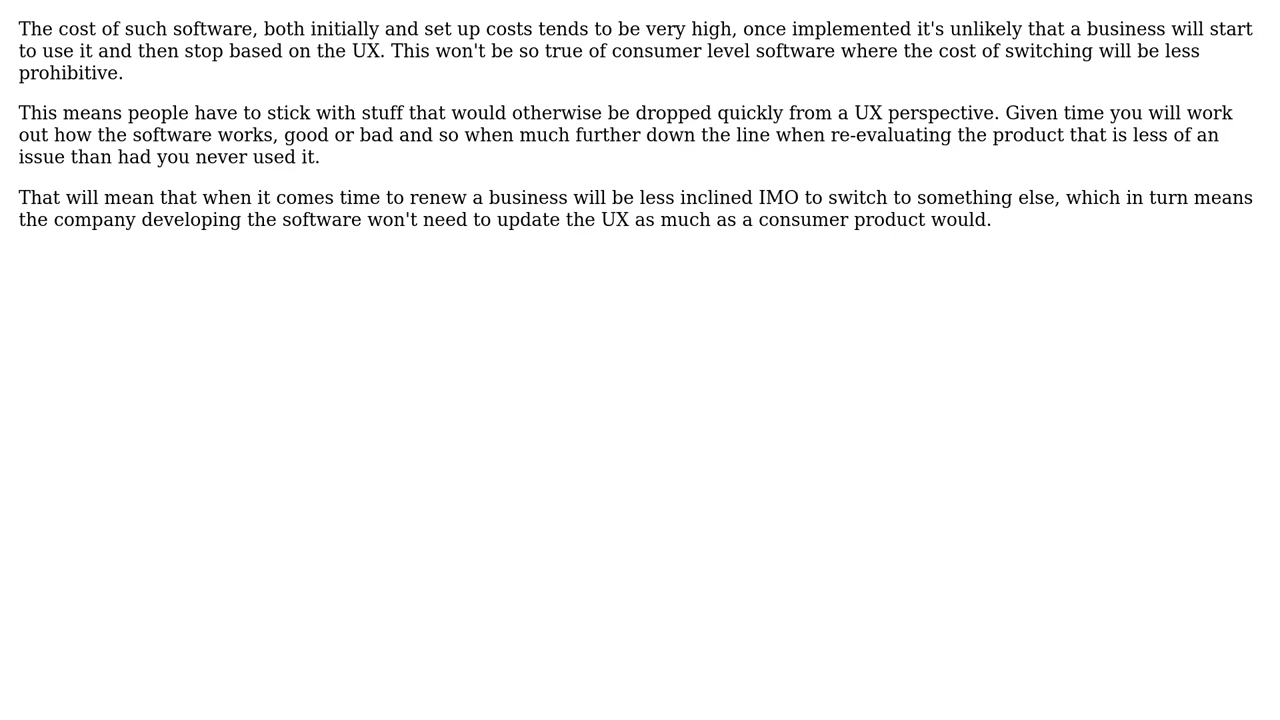 The cost of such software, both initially and set up costs tends to be very high, once implemented it's unlikely that a business will start
to use it and then stop based on the UX. This won't be so true of consumer level software where the cost of switching will be less
prohibitive.
This means people have to stick with stuff that would otherwise be dropped quickly from a UX perspective. Given time you will work
out how the software works, good or bad and so when much further down the line when re-evaluating the product that is less of an
issue than had you never used it.
That will mean that when it comes time to renew a business will be less inclined IMO to switch to something else, which in turn means
the company developing the software won't need to update the UX as much as a consumer product would.